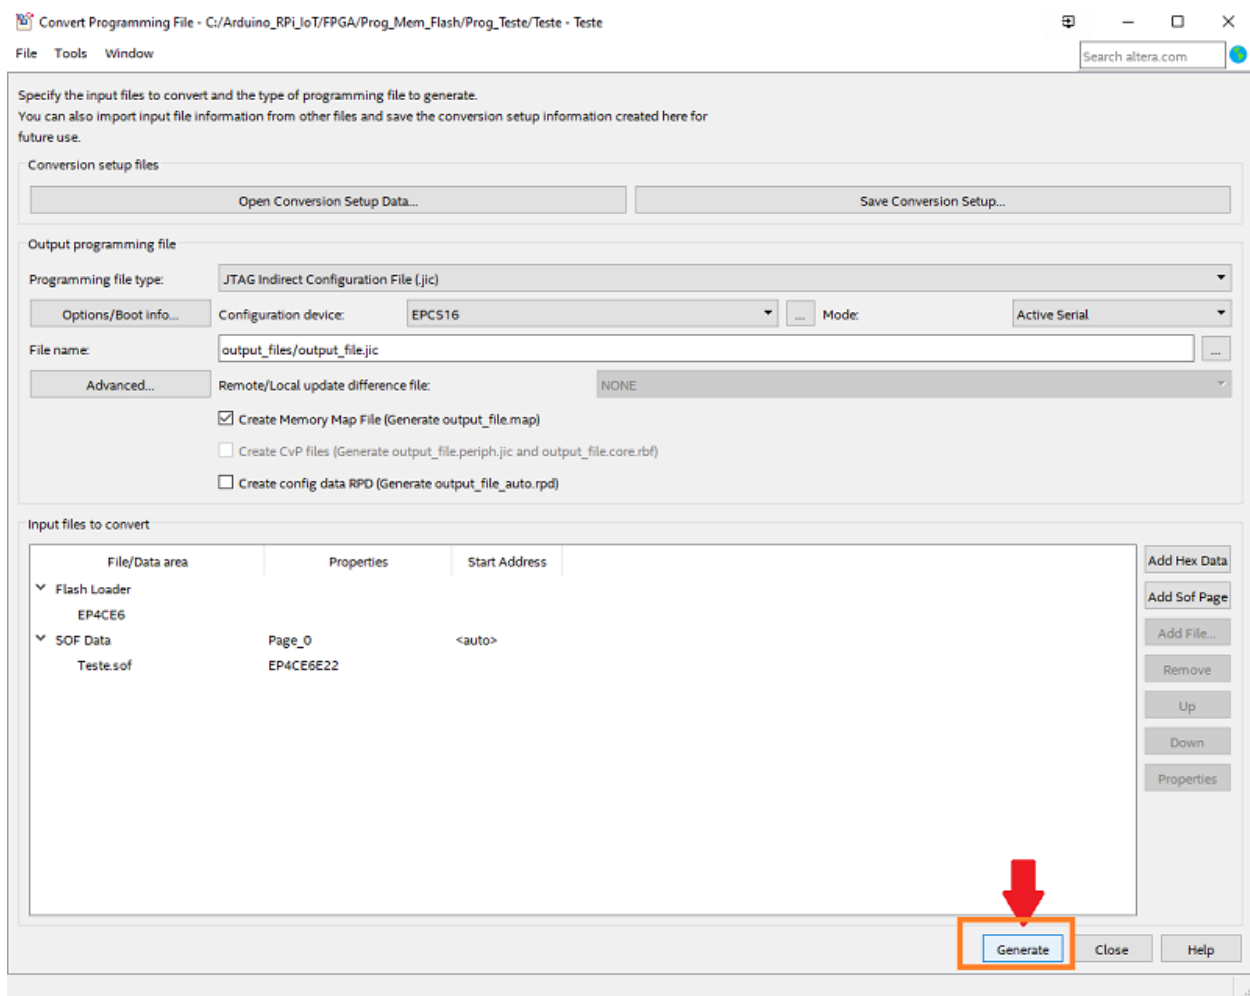 Convert Programming File - C:/Arduino_RPi_IoT/FPGA/Prog_Mem_Flash/Prog_Teste/Teste - Teste
File Tools Window
Search altera.com
Specify the input files to convert and the type of programming file to generate.
You can also import input file information from other files and save the conversion setup information created here for
future use.
Conversion setup files
Open Conversion Setup Data...
Save Conversion Setup...
Output programming file
Programming file type:
JTAG Indirect Configuration File (.jic)
Options/Boot info...
Configuration device:
EPCS16
...
Mode:
Active Serial
File name:
output_files/output_file.jic
...
Advanced...
Remote/Local update difference file:
NONE
Create Memory Map File (Generate output_file.map)
Create CvP files (Generate output_file.periph.jic and output_file.core.rbf)
Create config data RPD (Generate output_file_auto.rpd)
Input files to convert
File/Data area Properties Start Address
Flash Loader
EP4CE6
SOF Data Page_0 <auto>
Teste.sof EP4CE6E22
Add Hex Data
Add Sof Page
Add File...
Remove
Up
Down
Properties
Generate
Close
Help